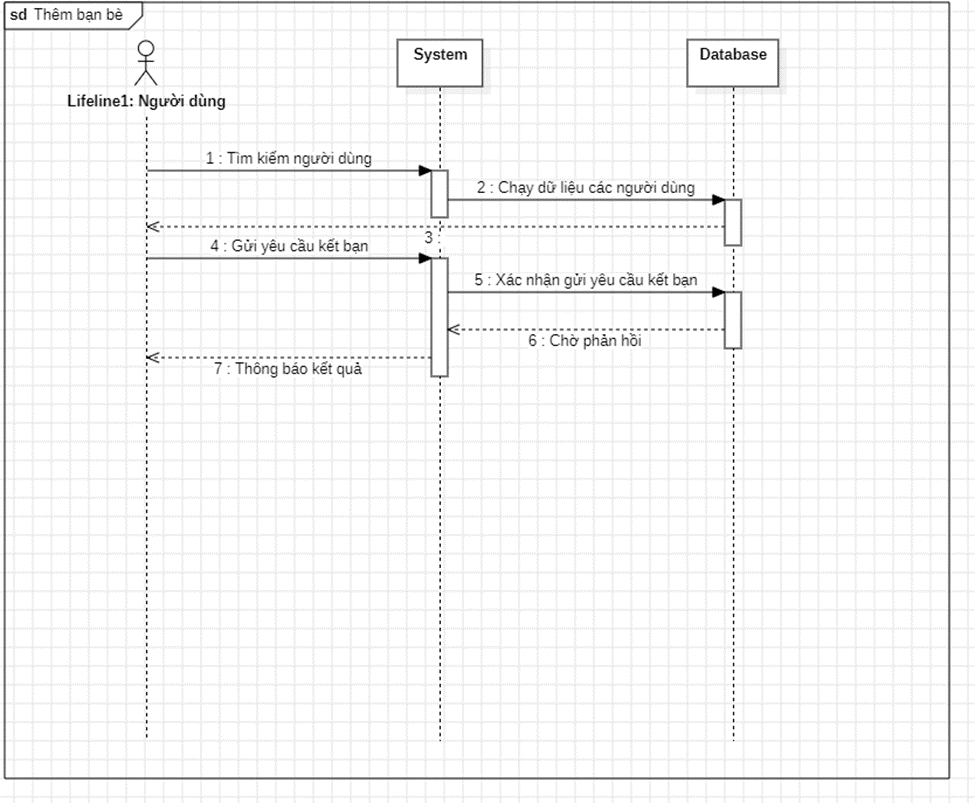 sd Thêm bạn bè
System
Database
Lifeline1: Người dùng
1 : Tìm kiếm người dùng
2 : Chạy dữ liệu các người dùng
3 :
4 : Gửi yêu cầu kết bạn
5 : Xác nhận gửi yêu cầu kết bạn
6 : Chờ phản hồi
7 : Thông báo kết quả